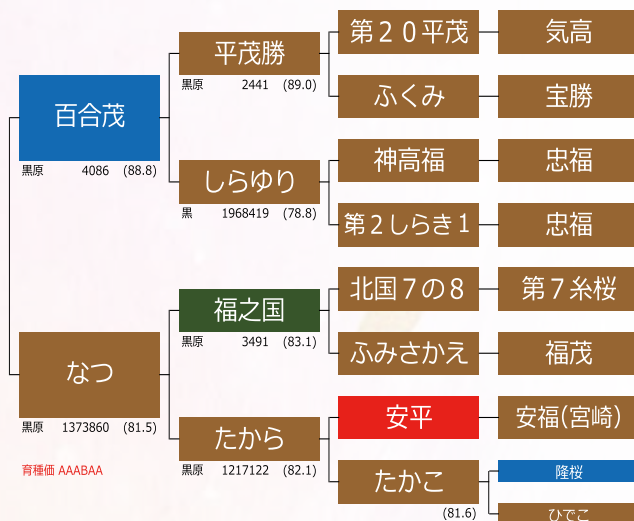 百合茂
黒原 4086 (88.8)
平茂勝
黒原 2441 (89.0)
第20平茂
気高
ふくみ
宝勝
しらゆり
黒 1968419 (78.8)
神高福
忠福
第2しらき1
忠福
なつ
黒原 1373860 (81.5)
育種価 AAABAA
福之国
黒原 3491 (83.1)
北国7の8
第7糸桜
ふみさかえ
福茂
たから
黒原 1217122 (82.1)
安平
安福(宮崎)
たかこ
(81.6)
隆桜
ひでこ